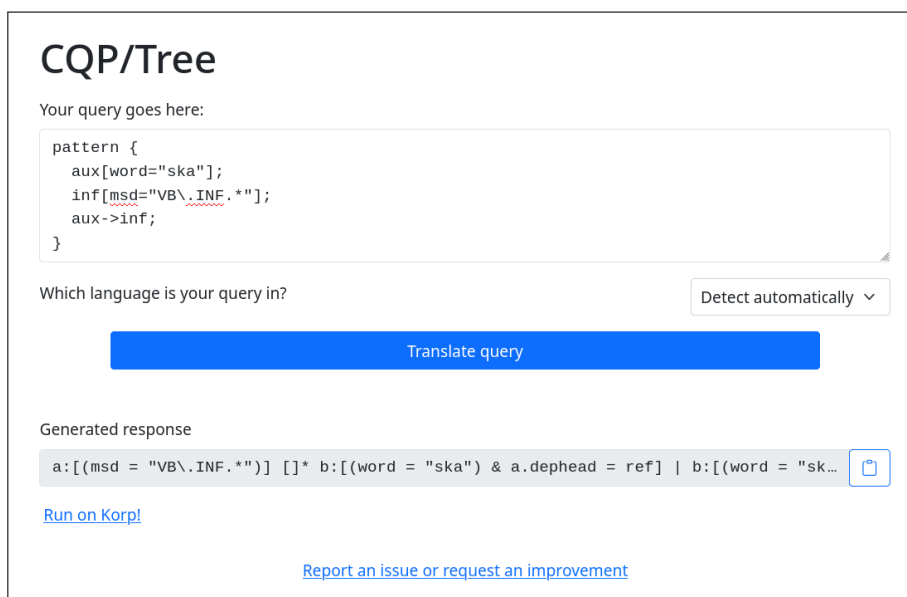 CQP/Tree
Your query goes here:
pattern {
  aux[word="ska"];
  inf[msd="VB\.INF.*"];
  aux->inf;
}
Which language is your query in?
Detect automatically
Translate query
Generated response
a:[(msd = "VB\.INF.*")] []* b:[(word = "ska") & a.dephead = ref] | b:[(word = "sk…
Run on Korp!
Report an issue or request an improvement